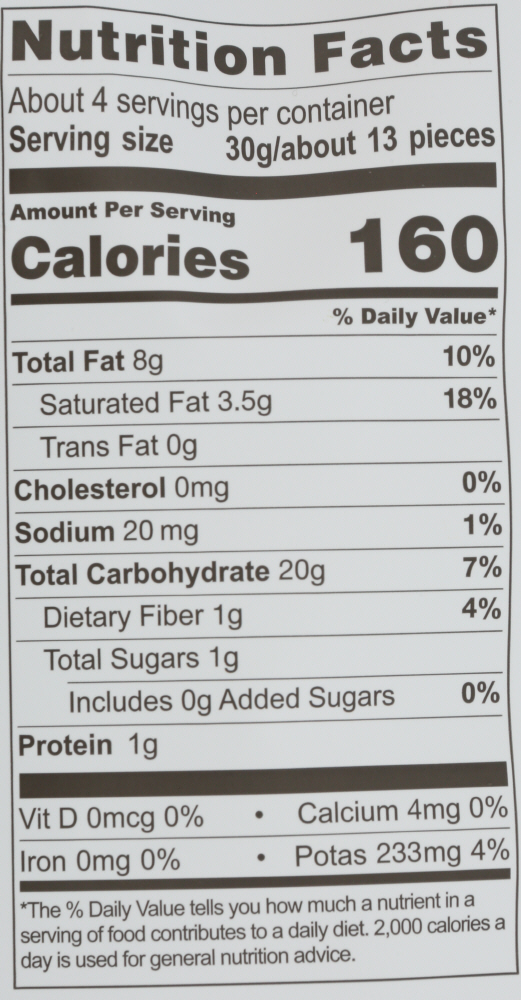 Nutrition Facts
About 4 servings per container
Serving size 30g/about 13 pieces
Amount Per Serving
Calories 160
% Daily Value*
Total Fat 8g 10%
Saturated Fat 3.5g 18%
Trans Fat 0g
Cholesterol 0mg 0%
Sodium 20 mg 1%
Total Carbohydrate 20g 7%
Dietary Fiber 1g 4%
Total Sugars 1g
Includes 0g Added Sugars 0%
Protein 1g
Vit D 0mcg 0% • Calcium 4mg 0%
Iron 0mg 0% • Potas 233mg 4%
*The % Daily Value tells you how much a nutrient in a
serving of food contributes to a daily diet. 2,000 calories a
day is used for general nutrition advice.